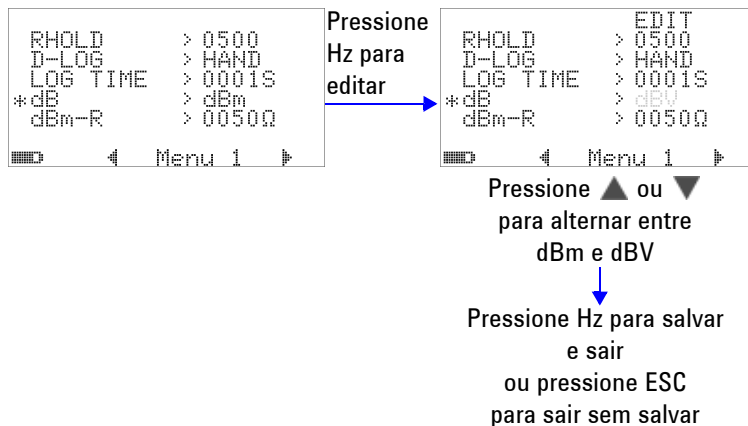 RHOLD > 0500
D-LOG > HAND
LOG TIME > 0001S
*dB > dBm
dBm-R > 0050Ω
Menu 1
Pressione
Hz para
editar
EDIT
RHOLD > 0500
D-LOG > HAND
LOG TIME > 0001S
*dB > dBV
dBm-R > 0050Ω
Menu 1
Pressione ▲ ou ▼
para alternar entre
dBm e dBV
Pressione Hz para salvar
e sair
ou pressione ESC
para sair sem salvar